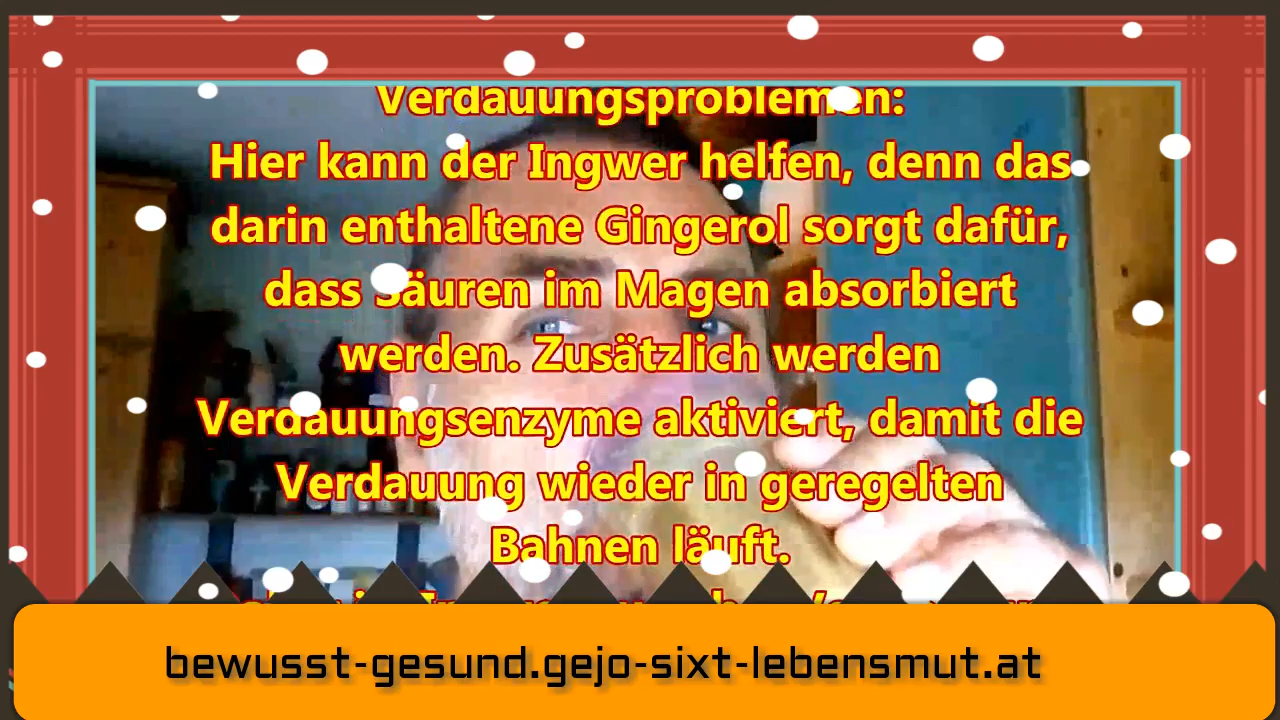 Verdauungsproblemen:
Hier kann der Ingwer helfen, denn das
darin enthaltene Gingerol sorgt dafür,
dass Säuren im Magen absorbiert
werden. Zusätzlich werden
Verdauungsenzyme aktiviert, damit die
Verdauung wieder in geregelten
Bahnen läuft.
bewusst-gesund.gejo-sixt-lebensmut.at